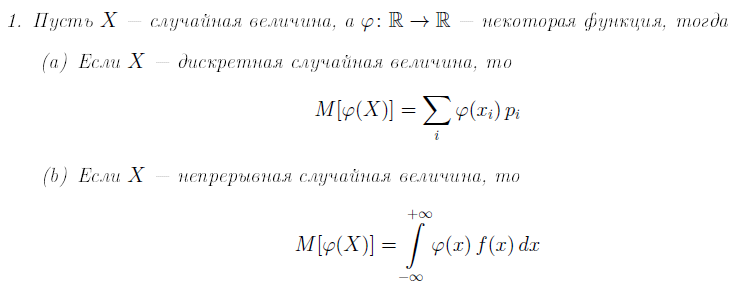 1. Пусть X — случайная величина, а φ: ℝ → ℝ — некоторая функция, тогда
(a) Если X — дискретная случайная величина, то
M[φ(X)] = ∑_i φ(x_i) p_i
(b) Если X — непрерывная случайная величина, то
M[φ(X)] = ∫_{−∞}^{+∞} φ(x) f(x) dx